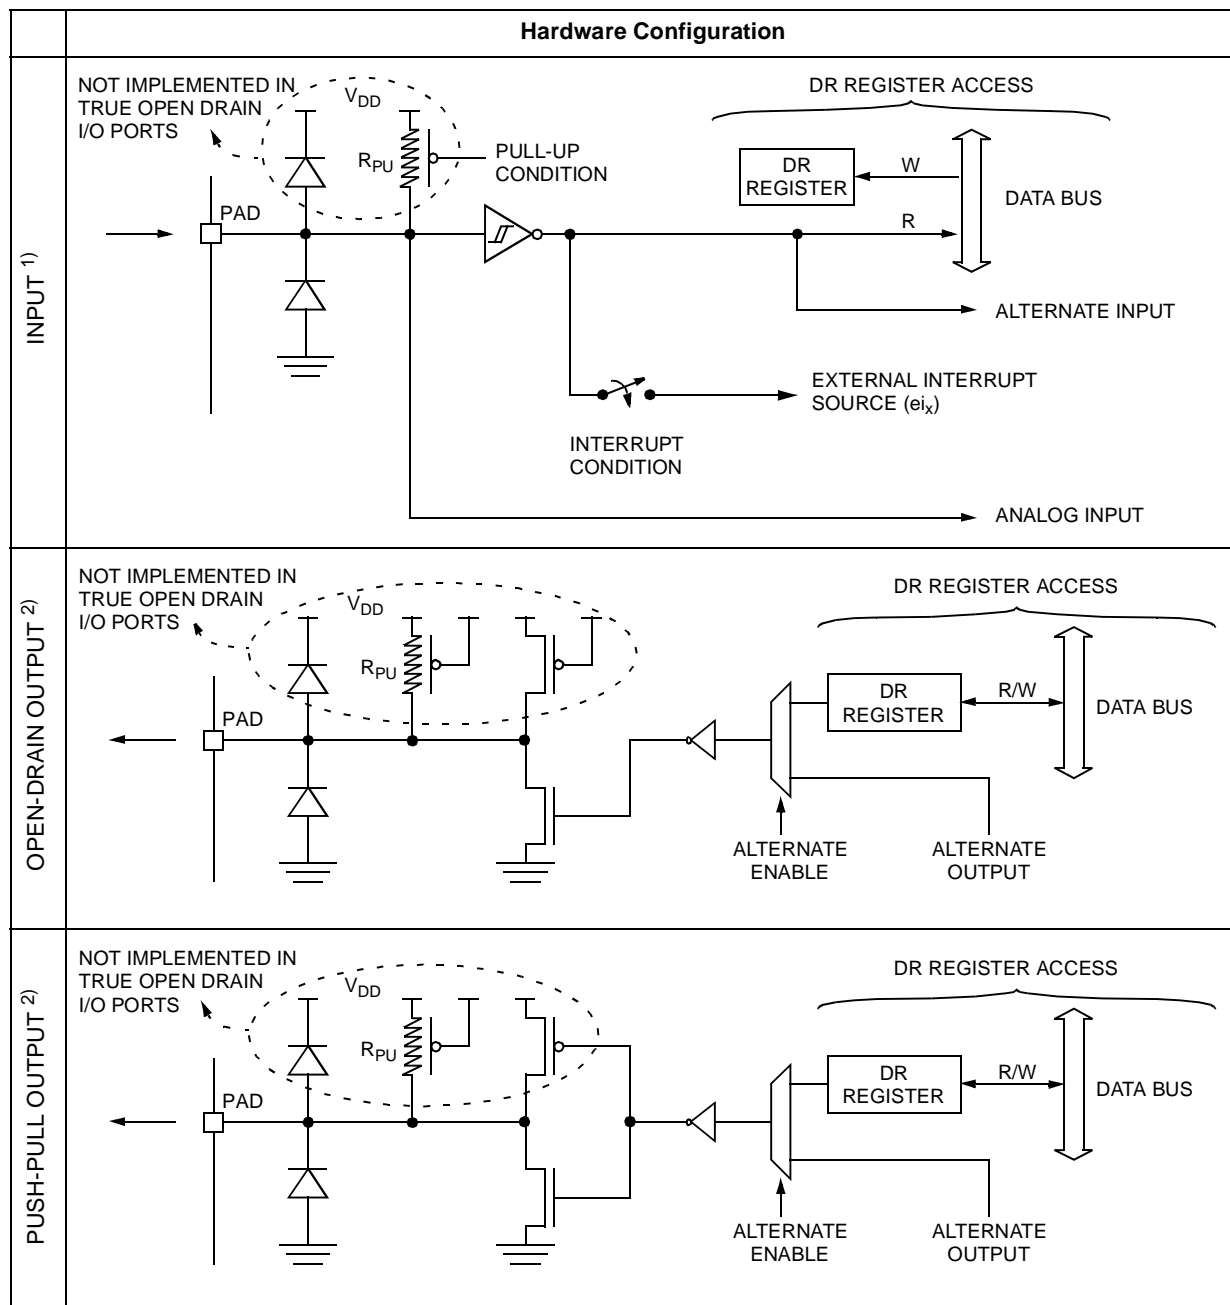 Hardware Configuration
INPUT 1)
NOT IMPLEMENTED IN
TRUE OPEN DRAIN
I/O PORTS
VDD
RPU
PULL-UP
CONDITION
PAD
DR REGISTER ACCESS
DR
REGISTER
W
R
DATA BUS
ALTERNATE INPUT
EXTERNAL INTERRUPT
SOURCE (eix)
INTERRUPT
CONDITION
ANALOG INPUT
OPEN-DRAIN OUTPUT 2)
NOT IMPLEMENTED IN
TRUE OPEN DRAIN
I/O PORTS
VDD
RPU
PAD
DR REGISTER ACCESS
DR
REGISTER
R/W
DATA BUS
ALTERNATE
ENABLE
ALTERNATE
OUTPUT
PUSH-PULL OUTPUT 2)
NOT IMPLEMENTED IN
TRUE OPEN DRAIN
I/O PORTS
VDD
RPU
PAD
DR REGISTER ACCESS
DR
REGISTER
R/W
DATA BUS
ALTERNATE
ENABLE
ALTERNATE
OUTPUT